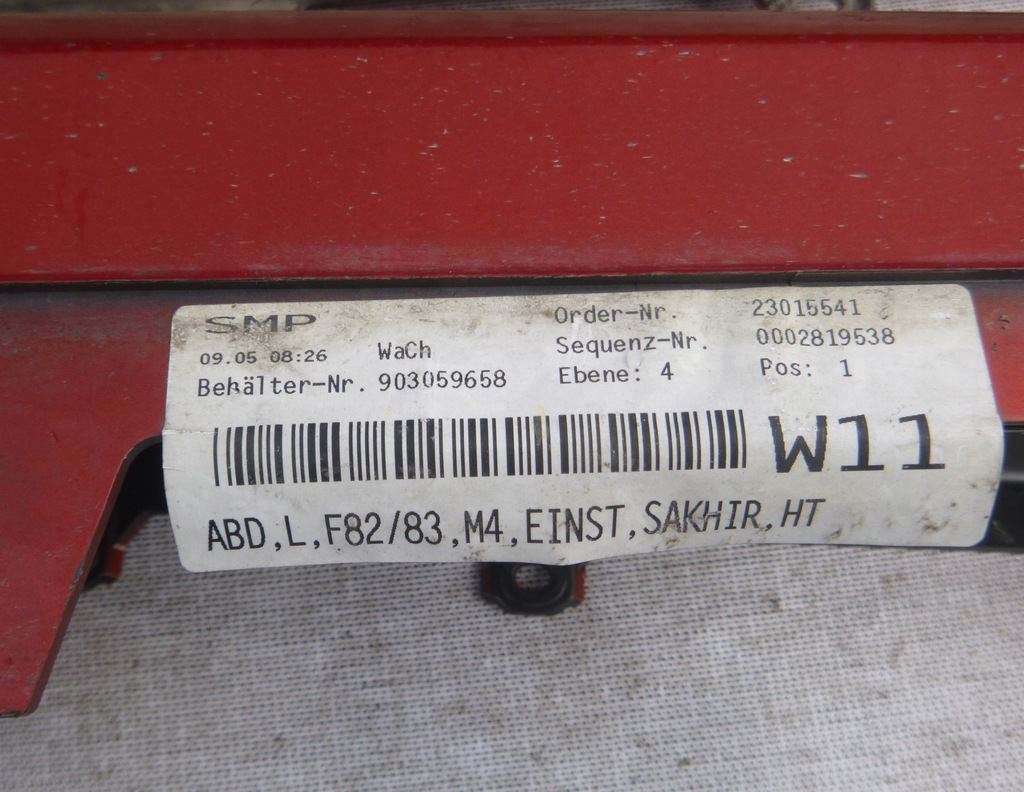 SMP
09.05 08:26 WaCh
Behälter-Nr. 903059658
Order-Nr. 23015541
Sequenz-Nr. 0002819538
Ebene: 4 Pos: 1
W11
ABD,L,F82/83,M4,EINST,SAKHIR,HT